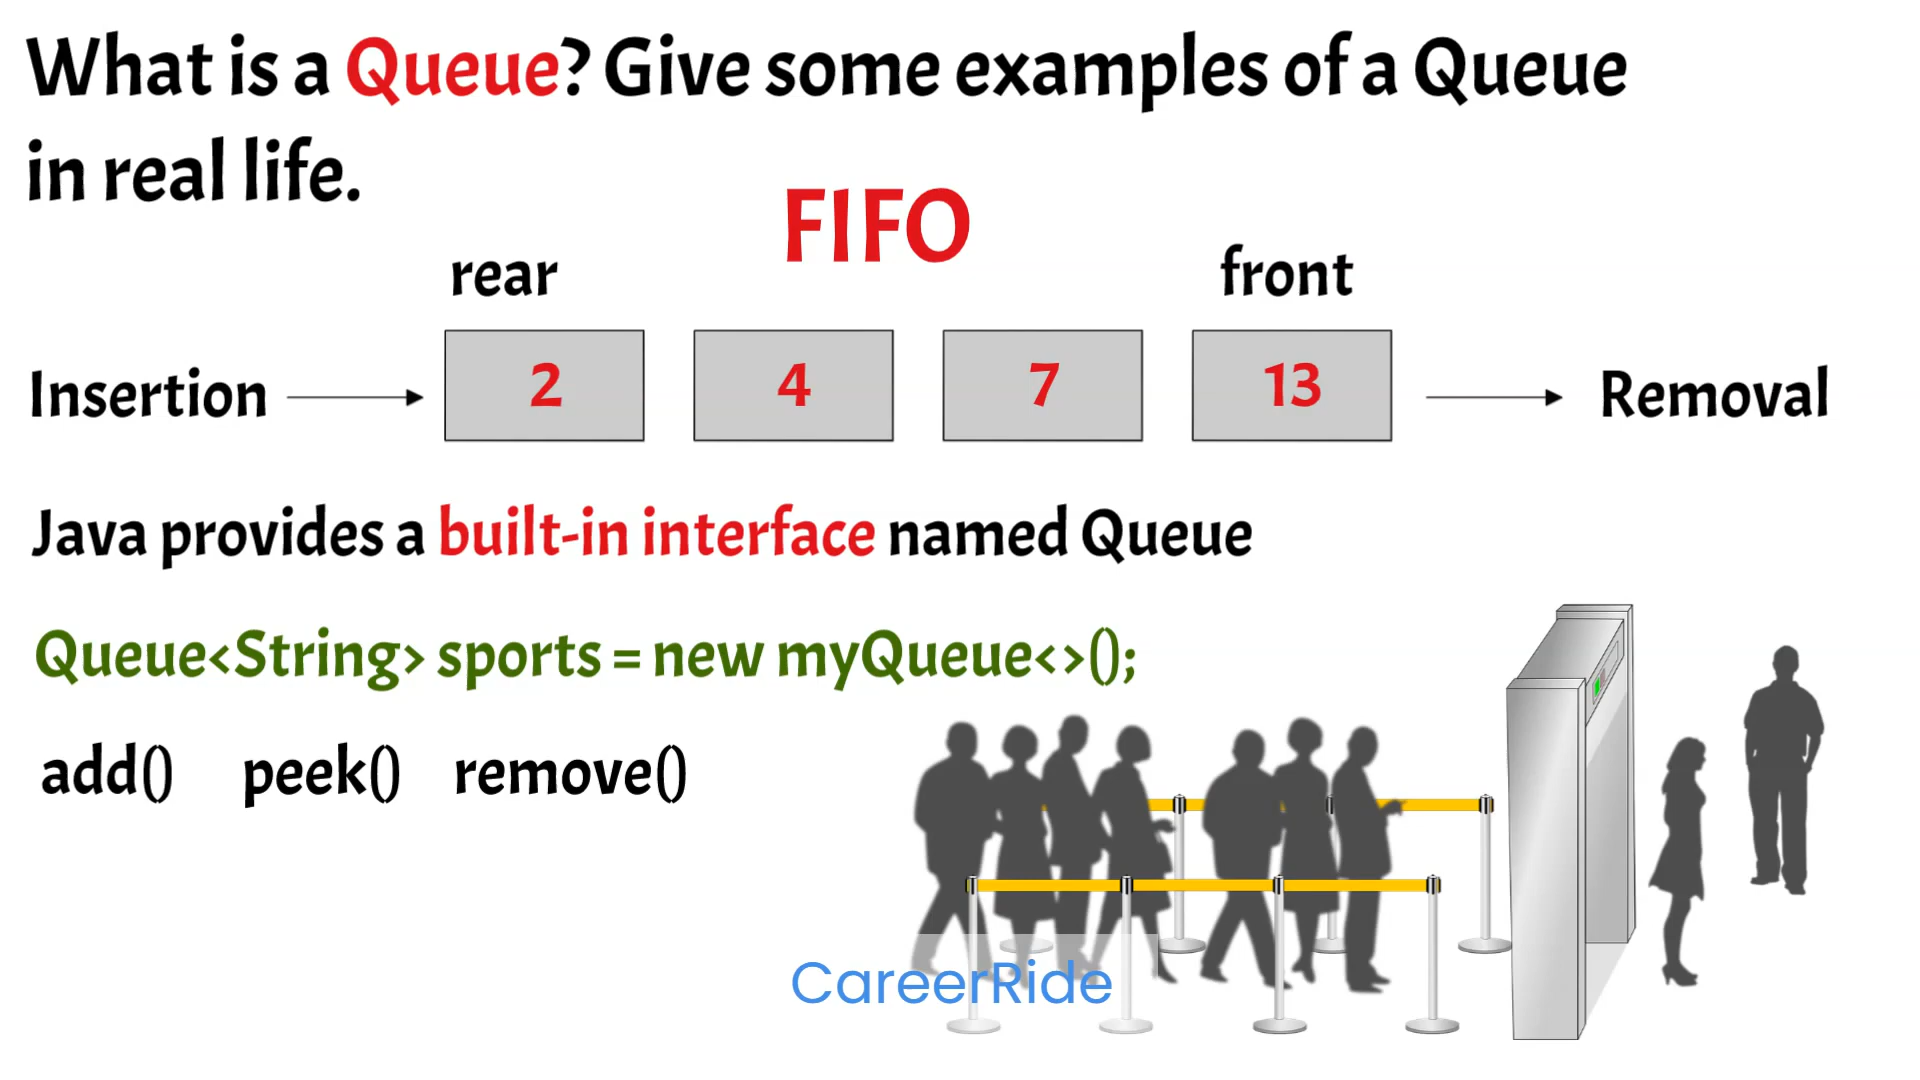 What is a Queue? Give some examples of a Queue
in real life.
FIFO
rear
front
Insertion
2
4
7
13
Removal
Java provides a built-in interface named Queue
Queue<String> sports = new myQueue<>();
add() peek() remove()
CareerRide